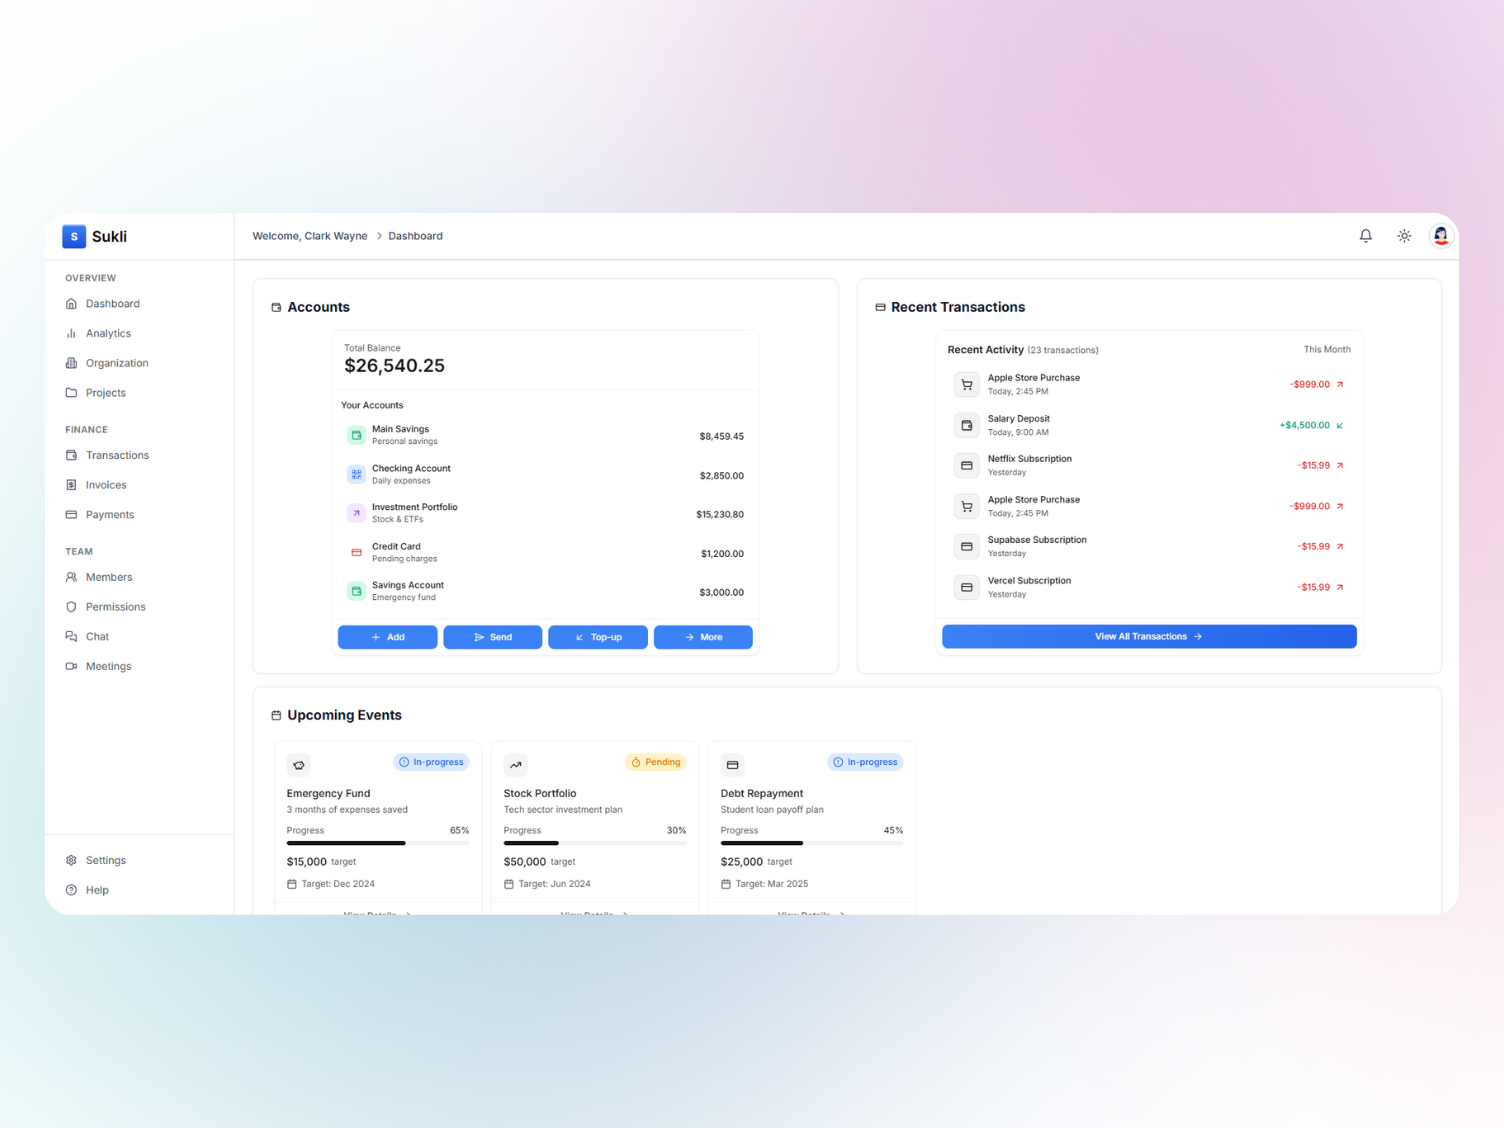 S Sukli
Welcome, Clark Wayne > Dashboard
OVERVIEW
Dashboard
Analytics
Organization
Projects
FINANCE
Transactions
Invoices
Payments
TEAM
Members
Permissions
Chat
Meetings
Settings
Help
Accounts
Total Balance
$26,540.25
Your Accounts
Main Savings
Personal savings
$8,459.45
Checking Account
Daily expenses
$2,850.00
Investment Portfolio
Stock & ETFs
$15,230.80
Credit Card
Pending charges
$1,200.00
Savings Account
Emergency fund
$3,000.00
Add
Send
Top-up
More
Recent Transactions
Recent Activity (23 transactions)
This Month
Apple Store Purchase
Today, 2:45 PM
-$999.00
Salary Deposit
Today, 9:00 AM
+$4,500.00
Netflix Subscription
Yesterday
-$15.99
Apple Store Purchase
Today, 2:45 PM
-$999.00
Supabase Subscription
Yesterday
-$15.99
Vercel Subscription
Yesterday
-$15.99
View All Transactions
Upcoming Events
In-progress
Emergency Fund
3 months of expenses saved
Progress 65%
$15,000 target
Target: Dec 2024
View Details
Pending
Stock Portfolio
Tech sector investment plan
Progress 30%
$50,000 target
Target: Jun 2024
View Details
In-progress
Debt Repayment
Student loan payoff plan
Progress 45%
$25,000 target
Target: Mar 2025
View Details